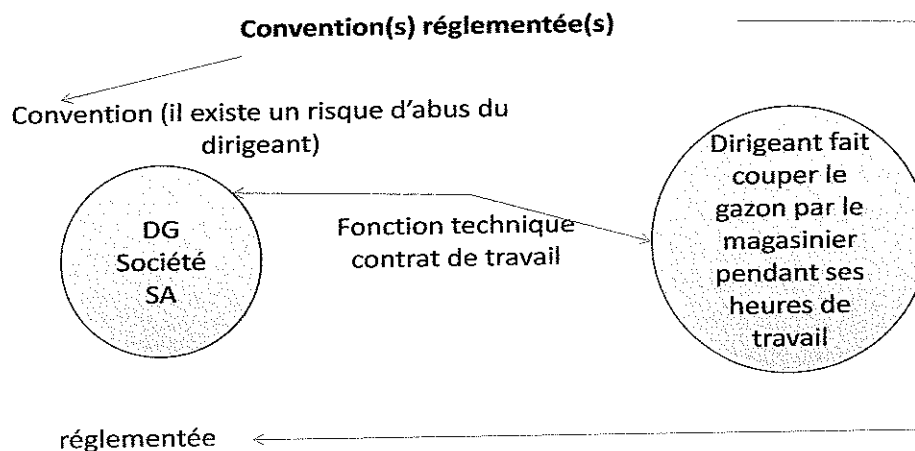 Convention(s) réglementée(s)
Convention (il existe un risque d'abus du
dirigeant)
DG
Société
SA
Fonction technique
contrat de travail
Dirigeant fait
couper le
gazon par le
magasinier
pendant ses
heures de
travail
réglementée